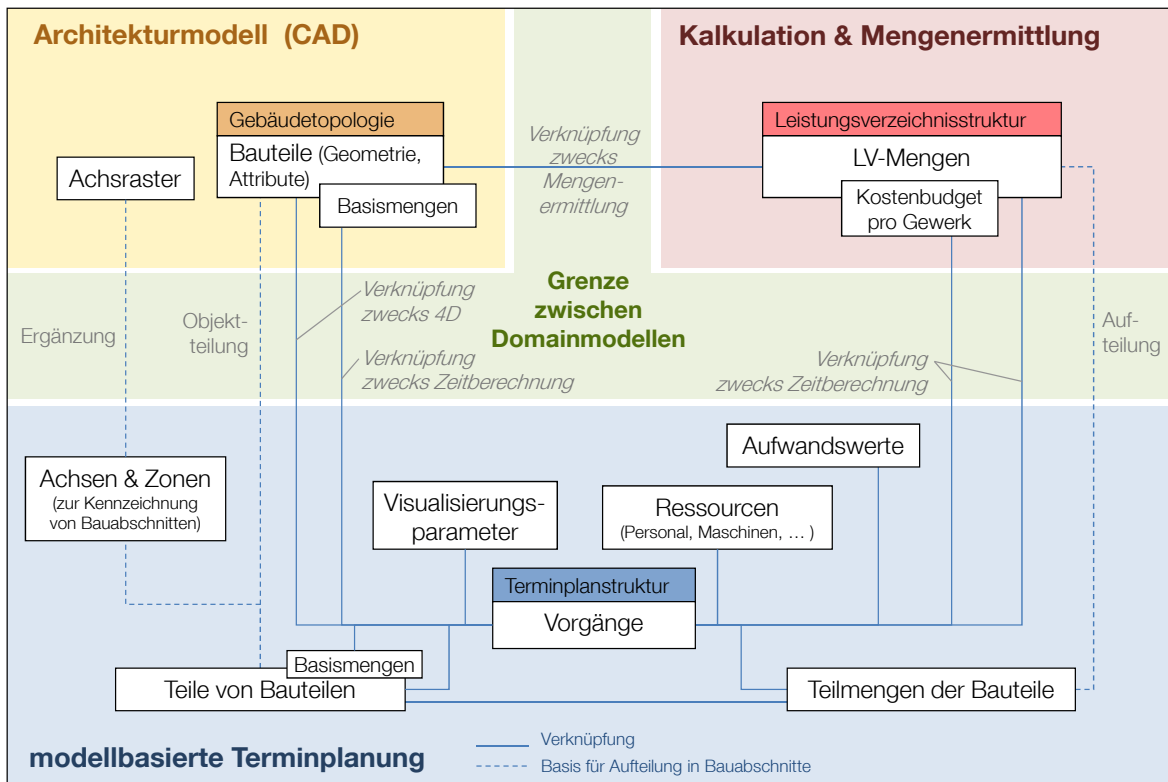 Architekturmodell (CAD)
Kalkulation & Mengenermittlung
Gebäudetopologie
Bauteile (Geometrie,
Attribute)
Basismengen
Achsraster
Verknüpfung
zwecks
Mengen-
ermittlung
Leistungsverzeichnisstruktur
LV-Mengen
Kostenbudget
pro Gewerk
Grenze
zwischen
Domainmodellen
Ergänzung
Objekt-
teilung
Verknüpfung
zwecks 4D
Verknüpfung
zwecks Zeitberechnung
Verknüpfung
zwecks Zeitberechnung
Auf-
teilung
Achsen & Zonen
(zur Kennzeichnung
von Bauabschnitten)
Visualisierungs-
parameter
Aufwandswerte
Ressourcen
(Personal, Maschinen, … )
Terminplanstruktur
Vorgänge
Basismengen
Teile von Bauteilen
Teilmengen der Bauteile
modellbasierte Terminplanung
Verknüpfung
Basis für Aufteilung in Bauabschnitte